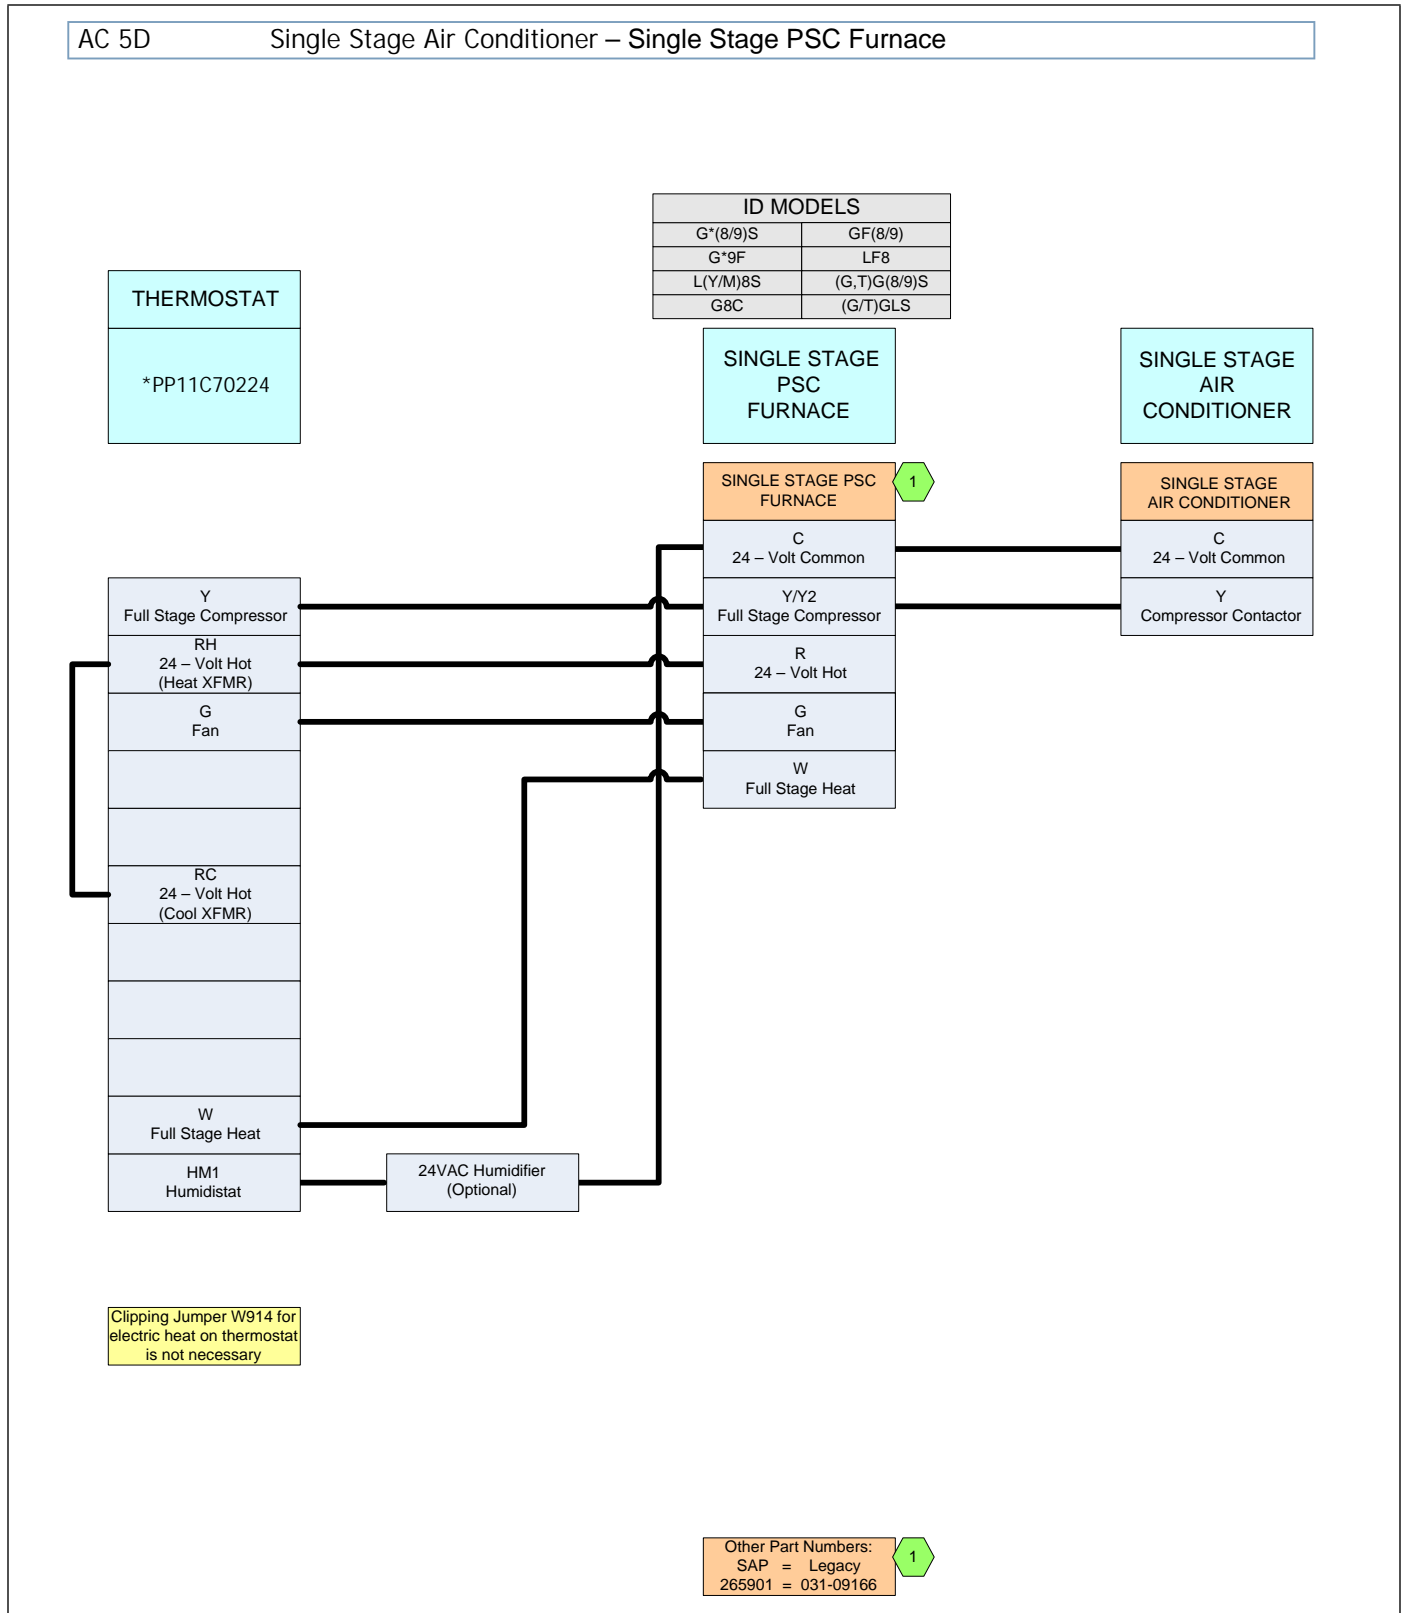 AC 5D Single Stage Air Conditioner – Single Stage PSC Furnace
ID MODELS
G*(8/9)S GF(8/9)
G*9F LF8
L(Y/M)8S (G,T)G(8/9)S
G8C (G/T)GLS
THERMOSTAT
*PP11C70224
SINGLE STAGE
PSC
FURNACE
SINGLE STAGE
AIR
CONDITIONER
SINGLE STAGE PSC
FURNACE
1
SINGLE STAGE
AIR CONDITIONER
C
24 – Volt Common
C
24 – Volt Common
Y
Full Stage Compressor
Y/Y2
Full Stage Compressor
Y
Compressor Contactor
RH
24 – Volt Hot
(Heat XFMR)
R
24 – Volt Hot
G
Fan
G
Fan
W
Full Stage Heat
RC
24 – Volt Hot
(Cool XFMR)
W
Full Stage Heat
HM1
Humidistat
24VAC Humidifier
(Optional)
Clipping Jumper W914 for
electric heat on thermostat
is not necessary
Other Part Numbers:
SAP = Legacy
265901 = 031-09166
1